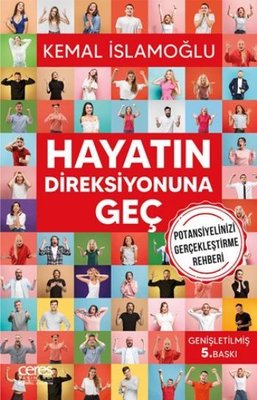 KEMAL İSLAMOĞLU
HAYATIN
DİREKSİYONUNA
GEÇ
POTANSİYELİNİZİ
GERÇEKLEŞTİRME
REHBERİ
GENİŞLETİLMİŞ
5. BASKI
ceres